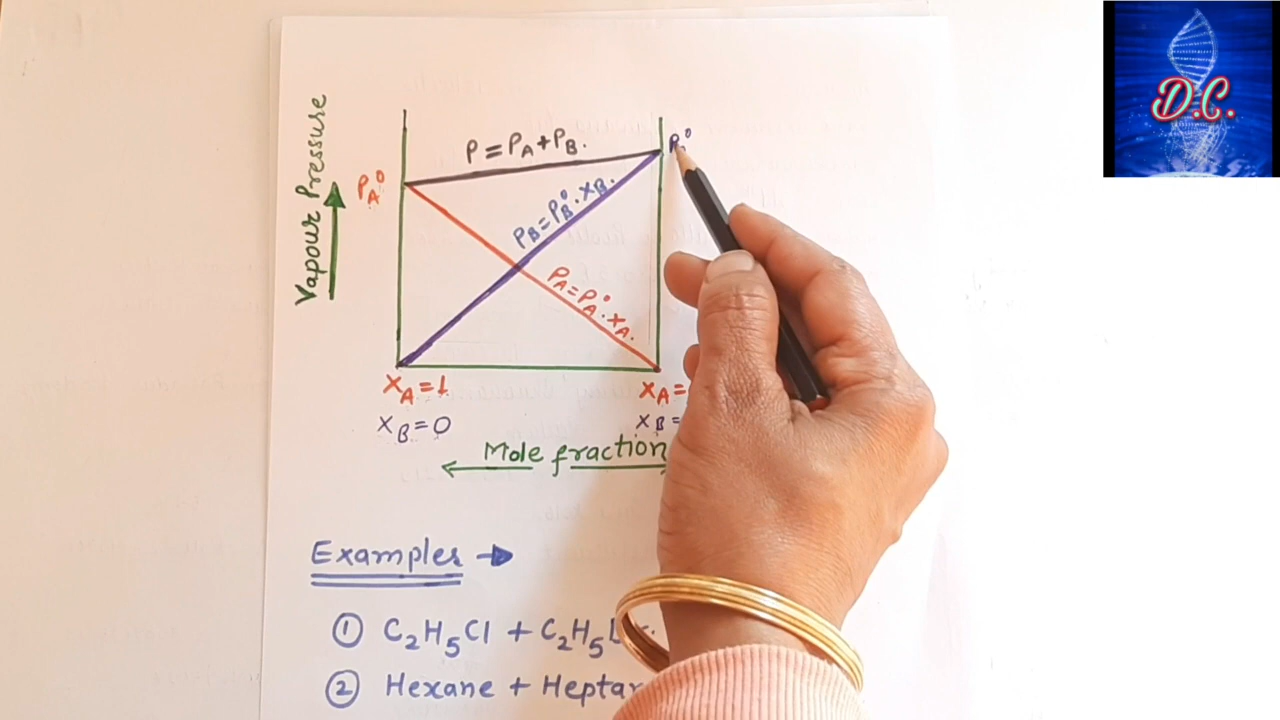 D.C.
Vapour Pressure
P = PA + PB.
PA⁰
PB = PB⁰. XB.
PA = PA⁰. XA.
XA = 1
XA =
XB = 0
XB =
Mole fraction
Examples →
① C₂H₅Cl + C₂H₅
② Hexane +